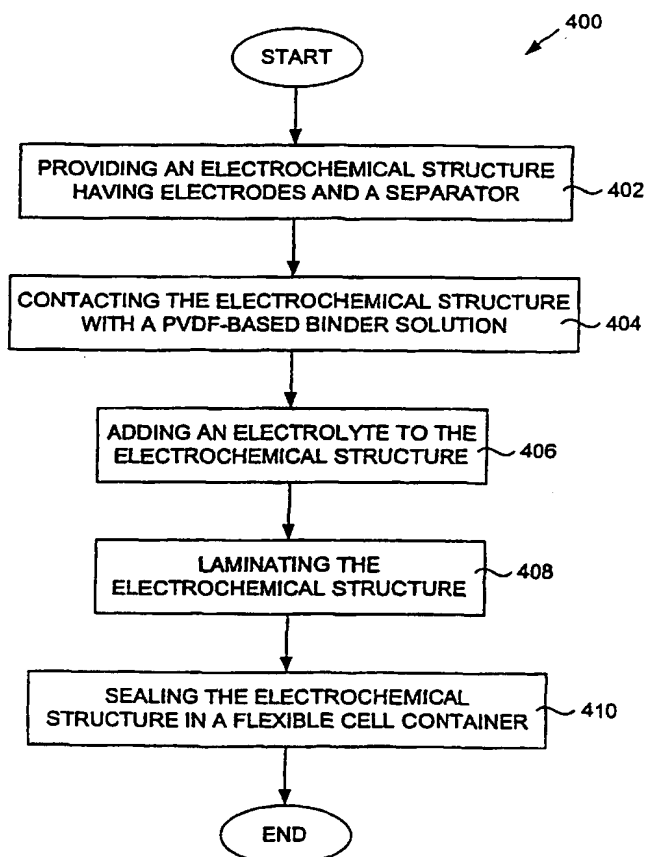 400
START
PROVIDING AN ELECTROCHEMICAL STRUCTURE
HAVING ELECTRODES AND A SEPARATOR
402
CONTACTING THE ELECTROCHEMICAL STRUCTURE
WITH A PVDF-BASED BINDER SOLUTION
404
ADDING AN ELECTROLYTE TO THE
ELECTROCHEMICAL STRUCTURE
406
LAMINATING THE
ELECTROCHEMICAL STRUCTURE
408
SEALING THE ELECTROCHEMICAL
STRUCTURE IN A FLEXIBLE CELL CONTAINER
410
END